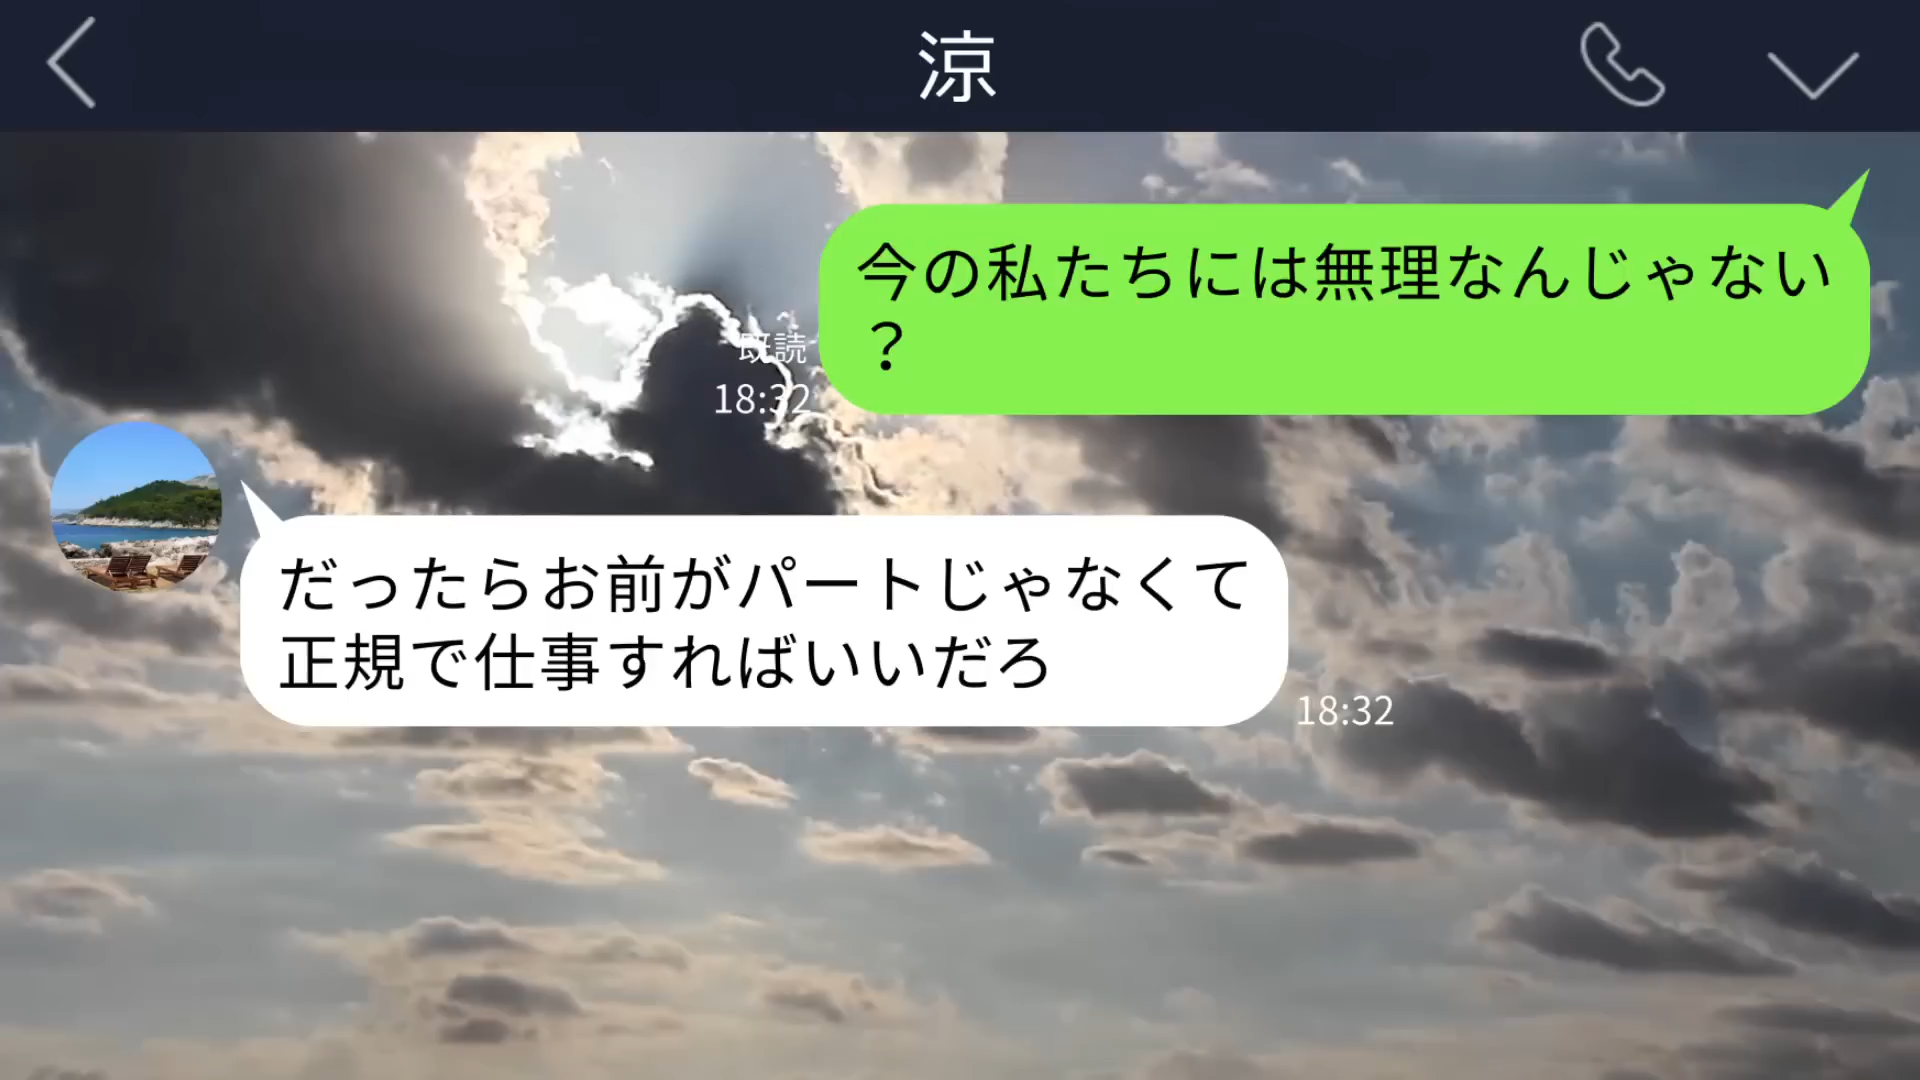 涼
今の私たちには無理なんじゃない
？
既読
18:32
だったらお前がパートじゃなくて
正規で仕事すればいいだろ
18:32